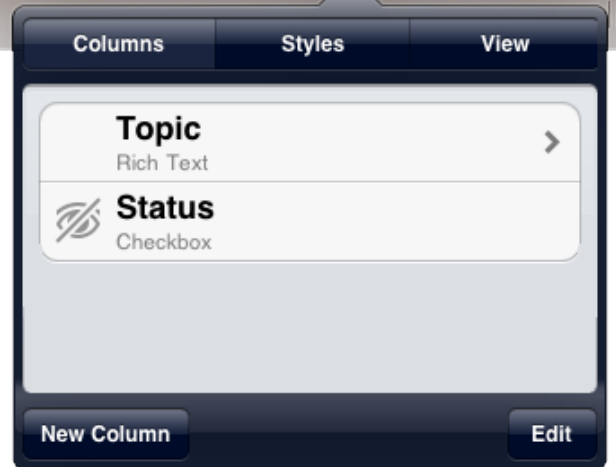 Columns Styles View
Topic
Rich Text
Status
Checkbox
New Column Edit